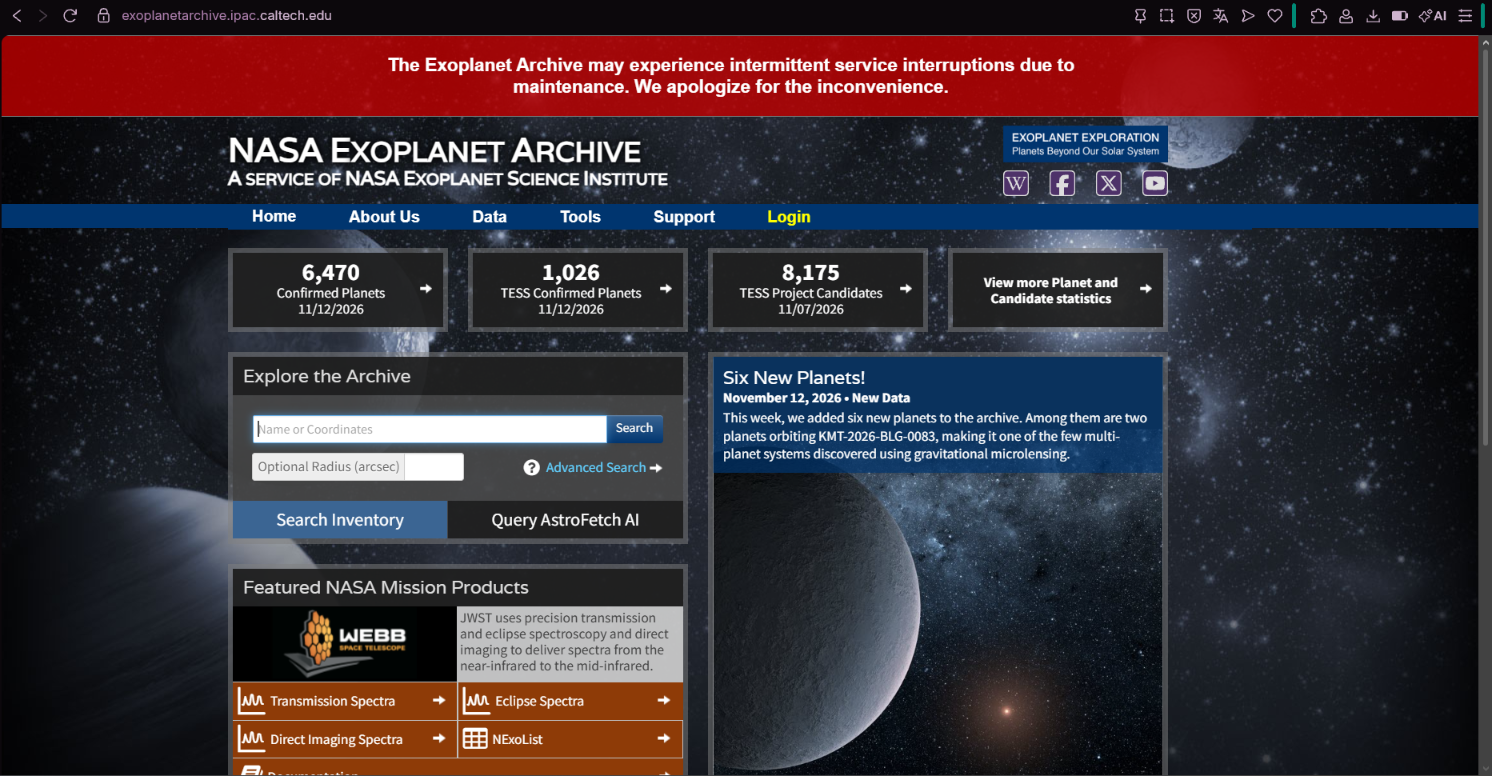 exoplanetarchive.ipac.caltech.edu
AI
The Exoplanet Archive may experience intermittent service interruptions due to
maintenance. We apologize for the inconvenience.
NASA EXOPLANET ARCHIVE
A SERVICE OF NASA EXOPLANET SCIENCE INSTITUTE
EXOPLANET EXPLORATION
Planets Beyond Our Solar System
Home About Us Data Tools Support Login
6,470
Confirmed Planets
11/12/2026
1,026
TESS Confirmed Planets
11/12/2026
8,175
TESS Project Candidates
11/07/2026
View more Planet and
Candidate statistics
Explore the Archive
Name or Coordinates
Search
Optional Radius (arcsec)
? Advanced Search
Search Inventory
Query AstroFetch AI
Six New Planets!
November 12, 2026 • New Data
This week, we added six new planets to the archive. Among them are two
planets orbiting KMT-2026-BLG-0083, making it one of the few multi-
planet systems discovered using gravitational microlensing.
Featured NASA Mission Products
WEBB
SPACE TELESCOPE
JWST uses precision transmission
and eclipse spectroscopy and direct
imaging to deliver spectra from the
near-infrared to the mid-infrared.
Transmission Spectra
Eclipse Spectra
Direct Imaging Spectra
NExoList
Documentation